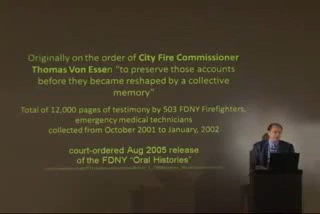 Originally on the order of City Fire Commissioner
Thomas Von Essen "to preserve those accounts
before they became reshaped by a collective
memory"
Total of 12,000 pages of testimony by 503 FDNY Firefighters,
emergency medical technicians
collected from October 2001 to January, 2002
court-ordered Aug 2005 release
of the FDNY "Oral Histories"